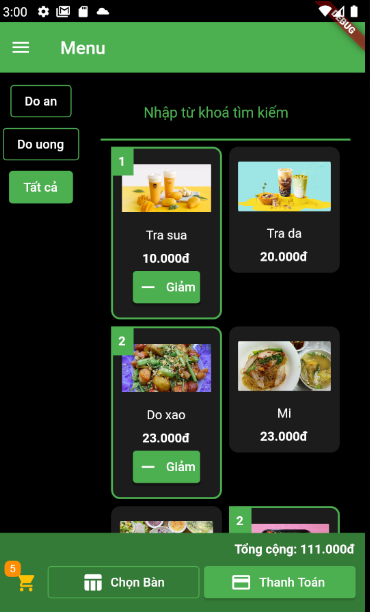 3:00
DEBUG
Menu
Do an
Do uong
Tất cả
Nhập từ khoá tìm kiếm
1
Tra sua
10.000đ
Giảm
Tra da
20.000đ
2
Do xao
23.000đ
Giảm
Mi
23.000đ
2
Tổng cộng: 111.000đ
5
Chọn Bàn
Thanh Toán